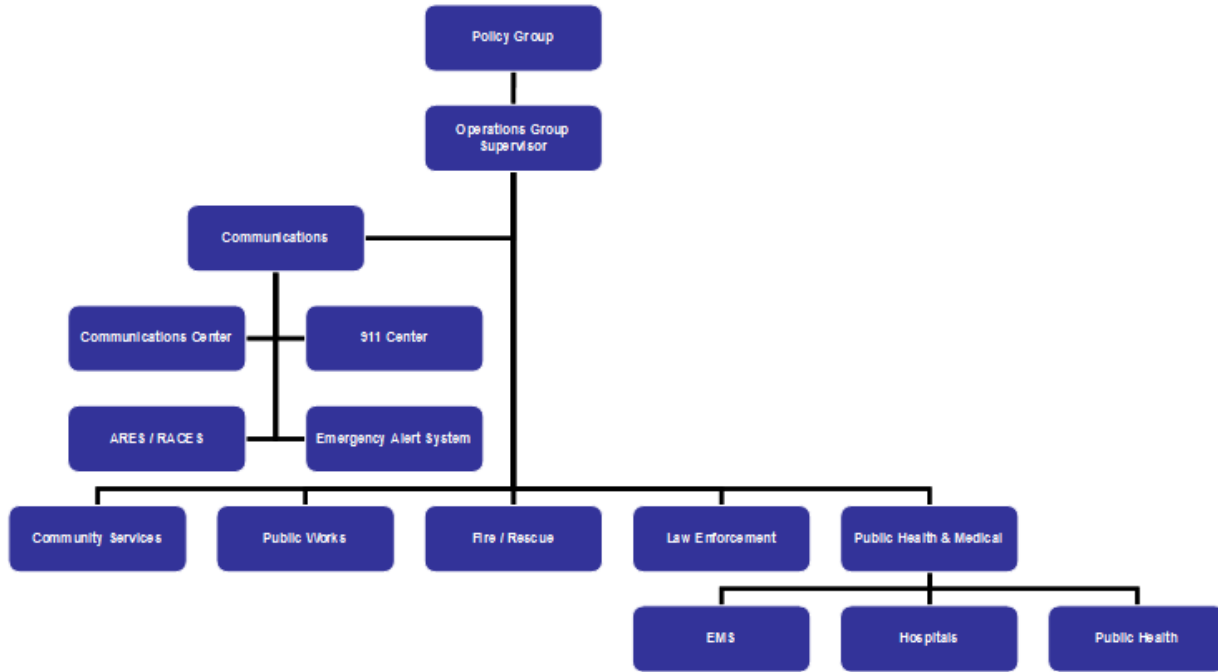 Policy Group
Operations Group
Supervisor
Communications
Communications Center
911 Center
ARES / RACES
Emergency Alert System
Community Services
Public Works
Fire / Rescue
Law Enforcement
Public Health & Medical
EMS
Hospitals
Public Health